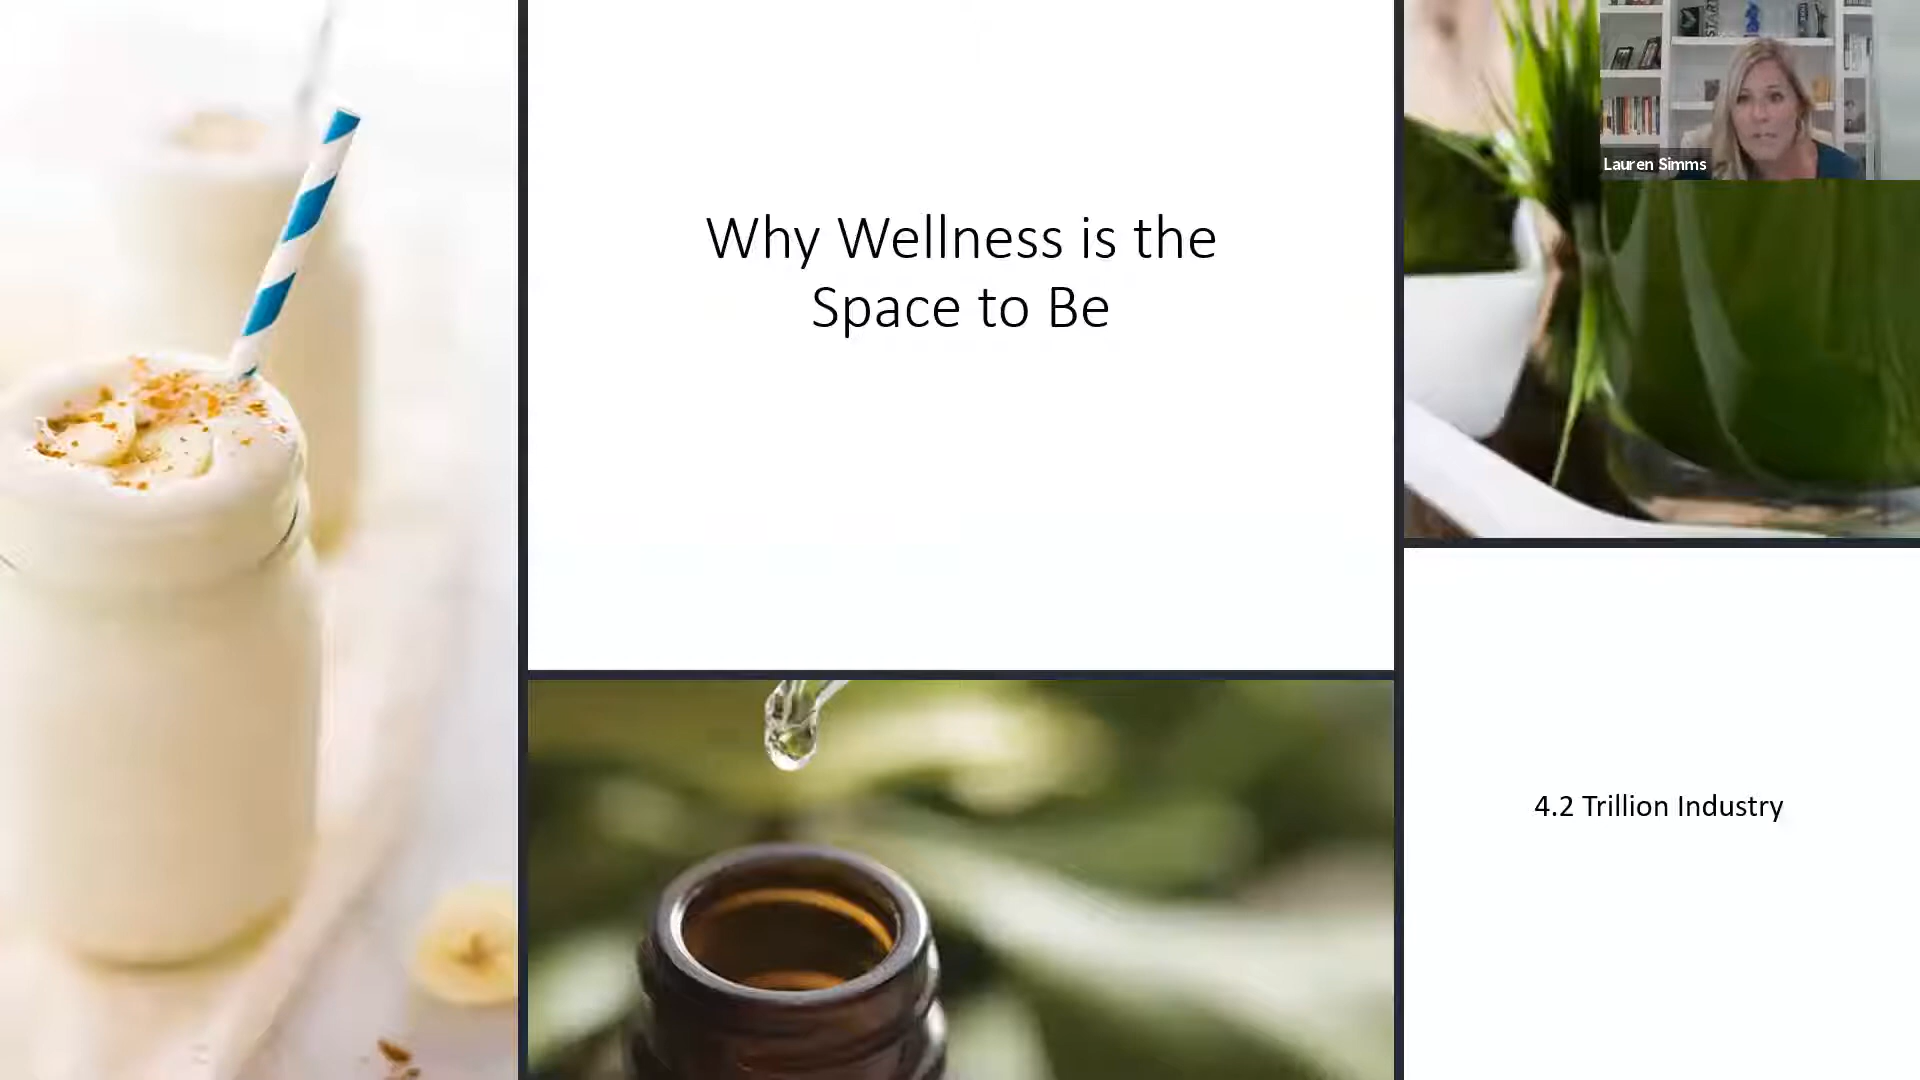 Why Wellness is the
Space to Be
Lauren Simms
4.2 Trillion Industry